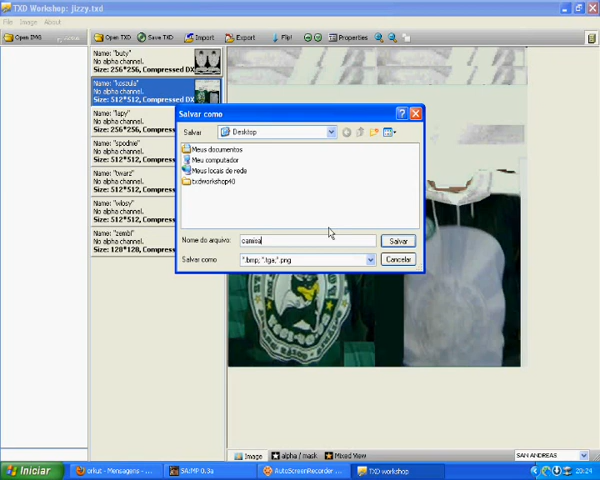 TXD Workshop: jizzy.txd
File Image About
Open IMG Open TXD Save TXD Import Export Flip! Properties
Name: "buty"
No alpha channel.
Size: 256*256, Compressed DX
Name: "koszula"
No alpha channel.
Size: 512*512, Compressed DX
Name: "lapy"
No alpha channel.
Size: 256*256, Com
Name: "spodnie"
No alpha channel.
Size: 512*512, Com
Name: "twarz"
No alpha channel.
Size: 512*512, Com
Name: "wlosy"
No alpha channel.
Size: 512*512, Com
Name: "zembl"
No alpha channel.
Size: 128*128, Com
Salvar como
Salvar Desktop
Meus documentos
Meu computador
Meus locais de rede
txdworkshop40
Nome do arquivo: camisa Salvar
Salvar como *.bmp; *.tga;*.png Cancelar
Image alpha / mask Mixed View SAN ANDREAS
Iniciar orkut - Mensagens - ... SA:MP 0.3a AutoScreenRecorder ... TXD workshop 20:24